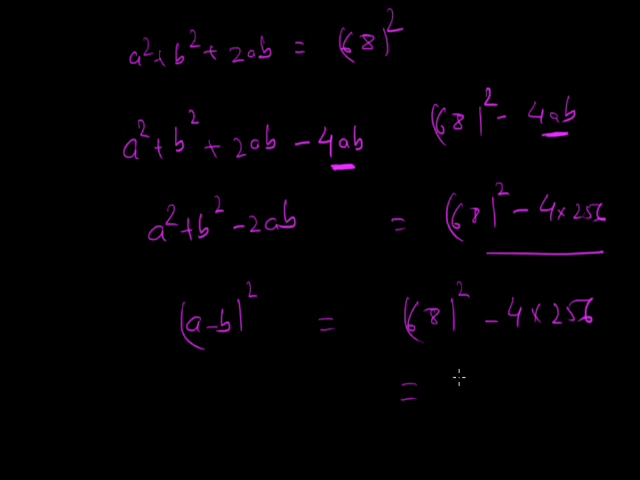 a² + b² + 2ab = (68)²
a² + b² + 2ab - 4ab (68)² - 4ab
a² + b² - 2ab = (68)² - 4 × 256
(a-b)² = (68)² - 4 × 256
=